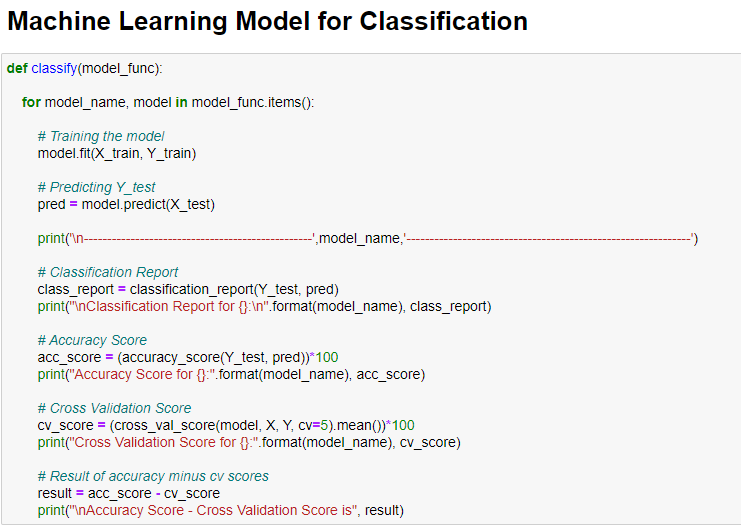 Machine Learning Model for Classification
def classify(model_func):
for model_name, model in model_func.items():
# Training the model
model.fit(X_train, Y_train)
# Predicting Y_test
pred = model.predict(X_test)
print('\n--------------------------------------------------',model_name,'--------------------------------------------------------------')
# Classification Report
class_report = classification_report(Y_test, pred)
print("\nClassification Report for {}:\n".format(model_name), class_report)
# Accuracy Score
acc_score = (accuracy_score(Y_test, pred))*100
print("Accuracy Score for {}:".format(model_name), acc_score)
# Cross Validation Score
cv_score = (cross_val_score(model, X, Y, cv=5).mean())*100
print("Cross Validation Score for {}:".format(model_name), cv_score)
# Result of accuracy minus cv scores
result = acc_score - cv_score
print("\nAccuracy Score - Cross Validation Score is", result)